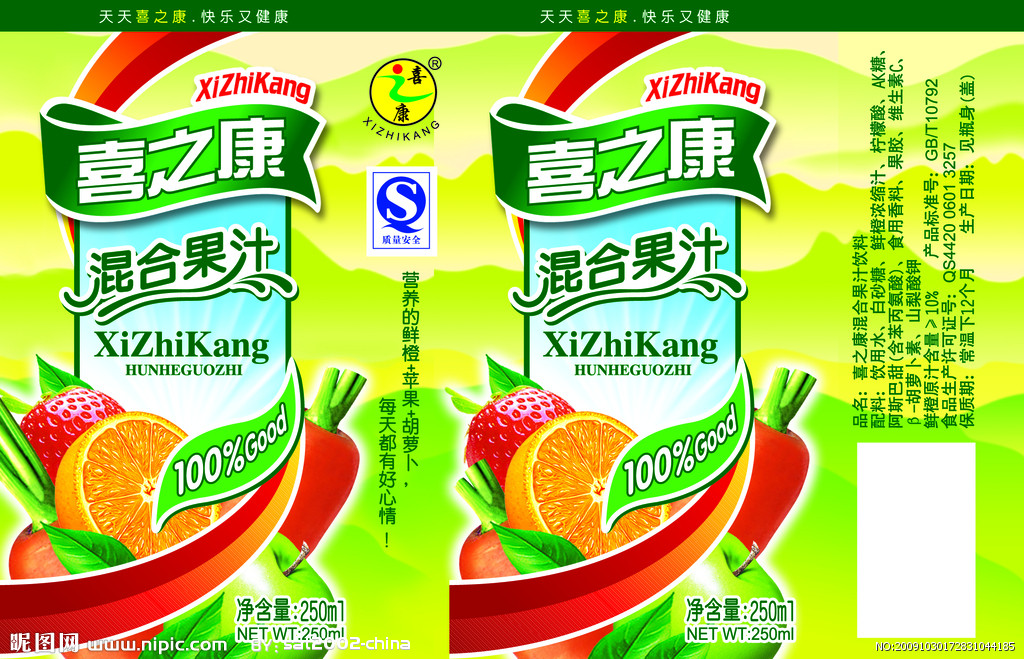 天天喜之康.快乐又健康
天天喜之康.快乐又健康
XiZhiKang
喜之康
混合果汁
XiZhiKang
HUNHEGUOZHI
100%Good
净含量:250ml
NET WT:250ml
喜
康
®
XIZHIKANG
S
质量安全
营养的鲜橙+苹果+胡萝卜，
每天都有好心情！
XiZhiKang
喜之康
混合果汁
XiZhiKang
HUNHEGUOZHI
100%Good
净含量:250ml
NET WT:250ml
品名：喜之康混合果汁饮料
配料：饮用水、白砂糖、鲜橙浓缩汁、柠檬酸、AK糖、
阿斯巴甜(含苯丙氨酸)、食用香料、果胶、维生素C、
β-胡萝卜素、山梨酸钾
鲜橙原汁含量≥10% 产品标准号：GB/T10792
食品生产许可证号：QS4420 0601 3257
保质期：常温下12个月 生产日期：见瓶身(盖)
昵图网 www.nipic.com BY: sat2002-china
NO:20091030172831044185